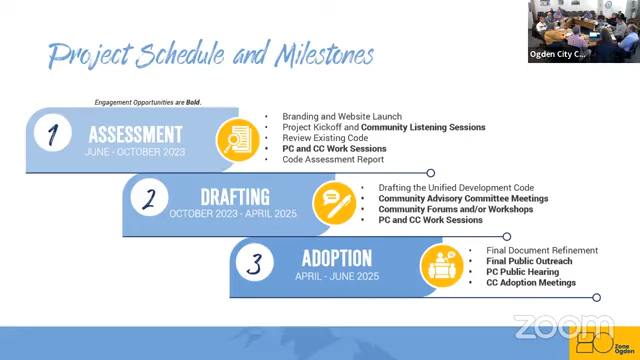 Project Schedule and Milestones
Ogden City C...
Engagement Opportunities are Bold.
1
ASSESSMENT
JUNE - OCTOBER 2023
• Branding and Website Launch
• Project Kickoff and Community Listening Sessions
• Review Existing Code
• PC and CC Work Sessions
• Code Assessment Report
2
DRAFTING
OCTOBER 2023 - APRIL 2025
• Drafting the Unified Development Code
• Community Advisory Committee Meetings
• Community Forums and/or Workshops
• PC and CC Work Sessions
3
ADOPTION
APRIL - JUNE 2025
• Final Document Refinement
• Final Public Outreach
• PC Public Hearing
• CC Adoption Meetings
zoom
Zone
Ogden